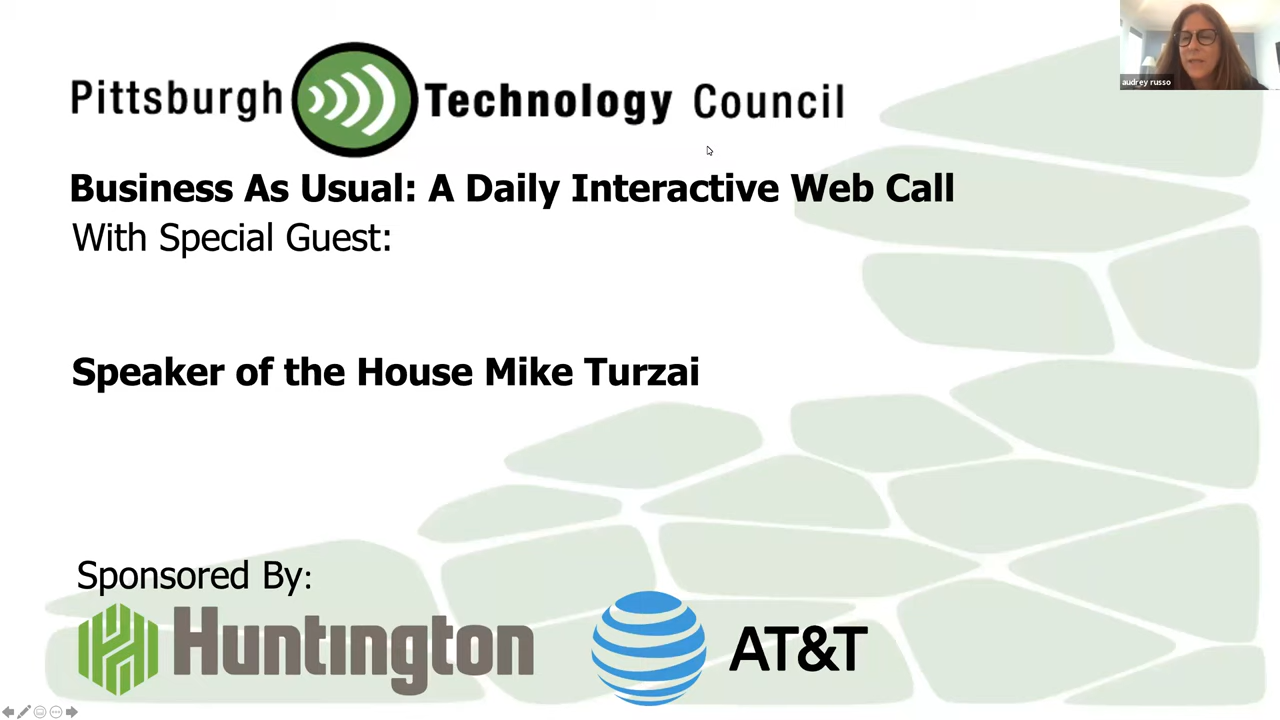 Pittsburgh Technology Council
audrey russo
Business As Usual: A Daily Interactive Web Call
With Special Guest:
Speaker of the House Mike Turzai
Sponsored By:
Huntington
AT&T